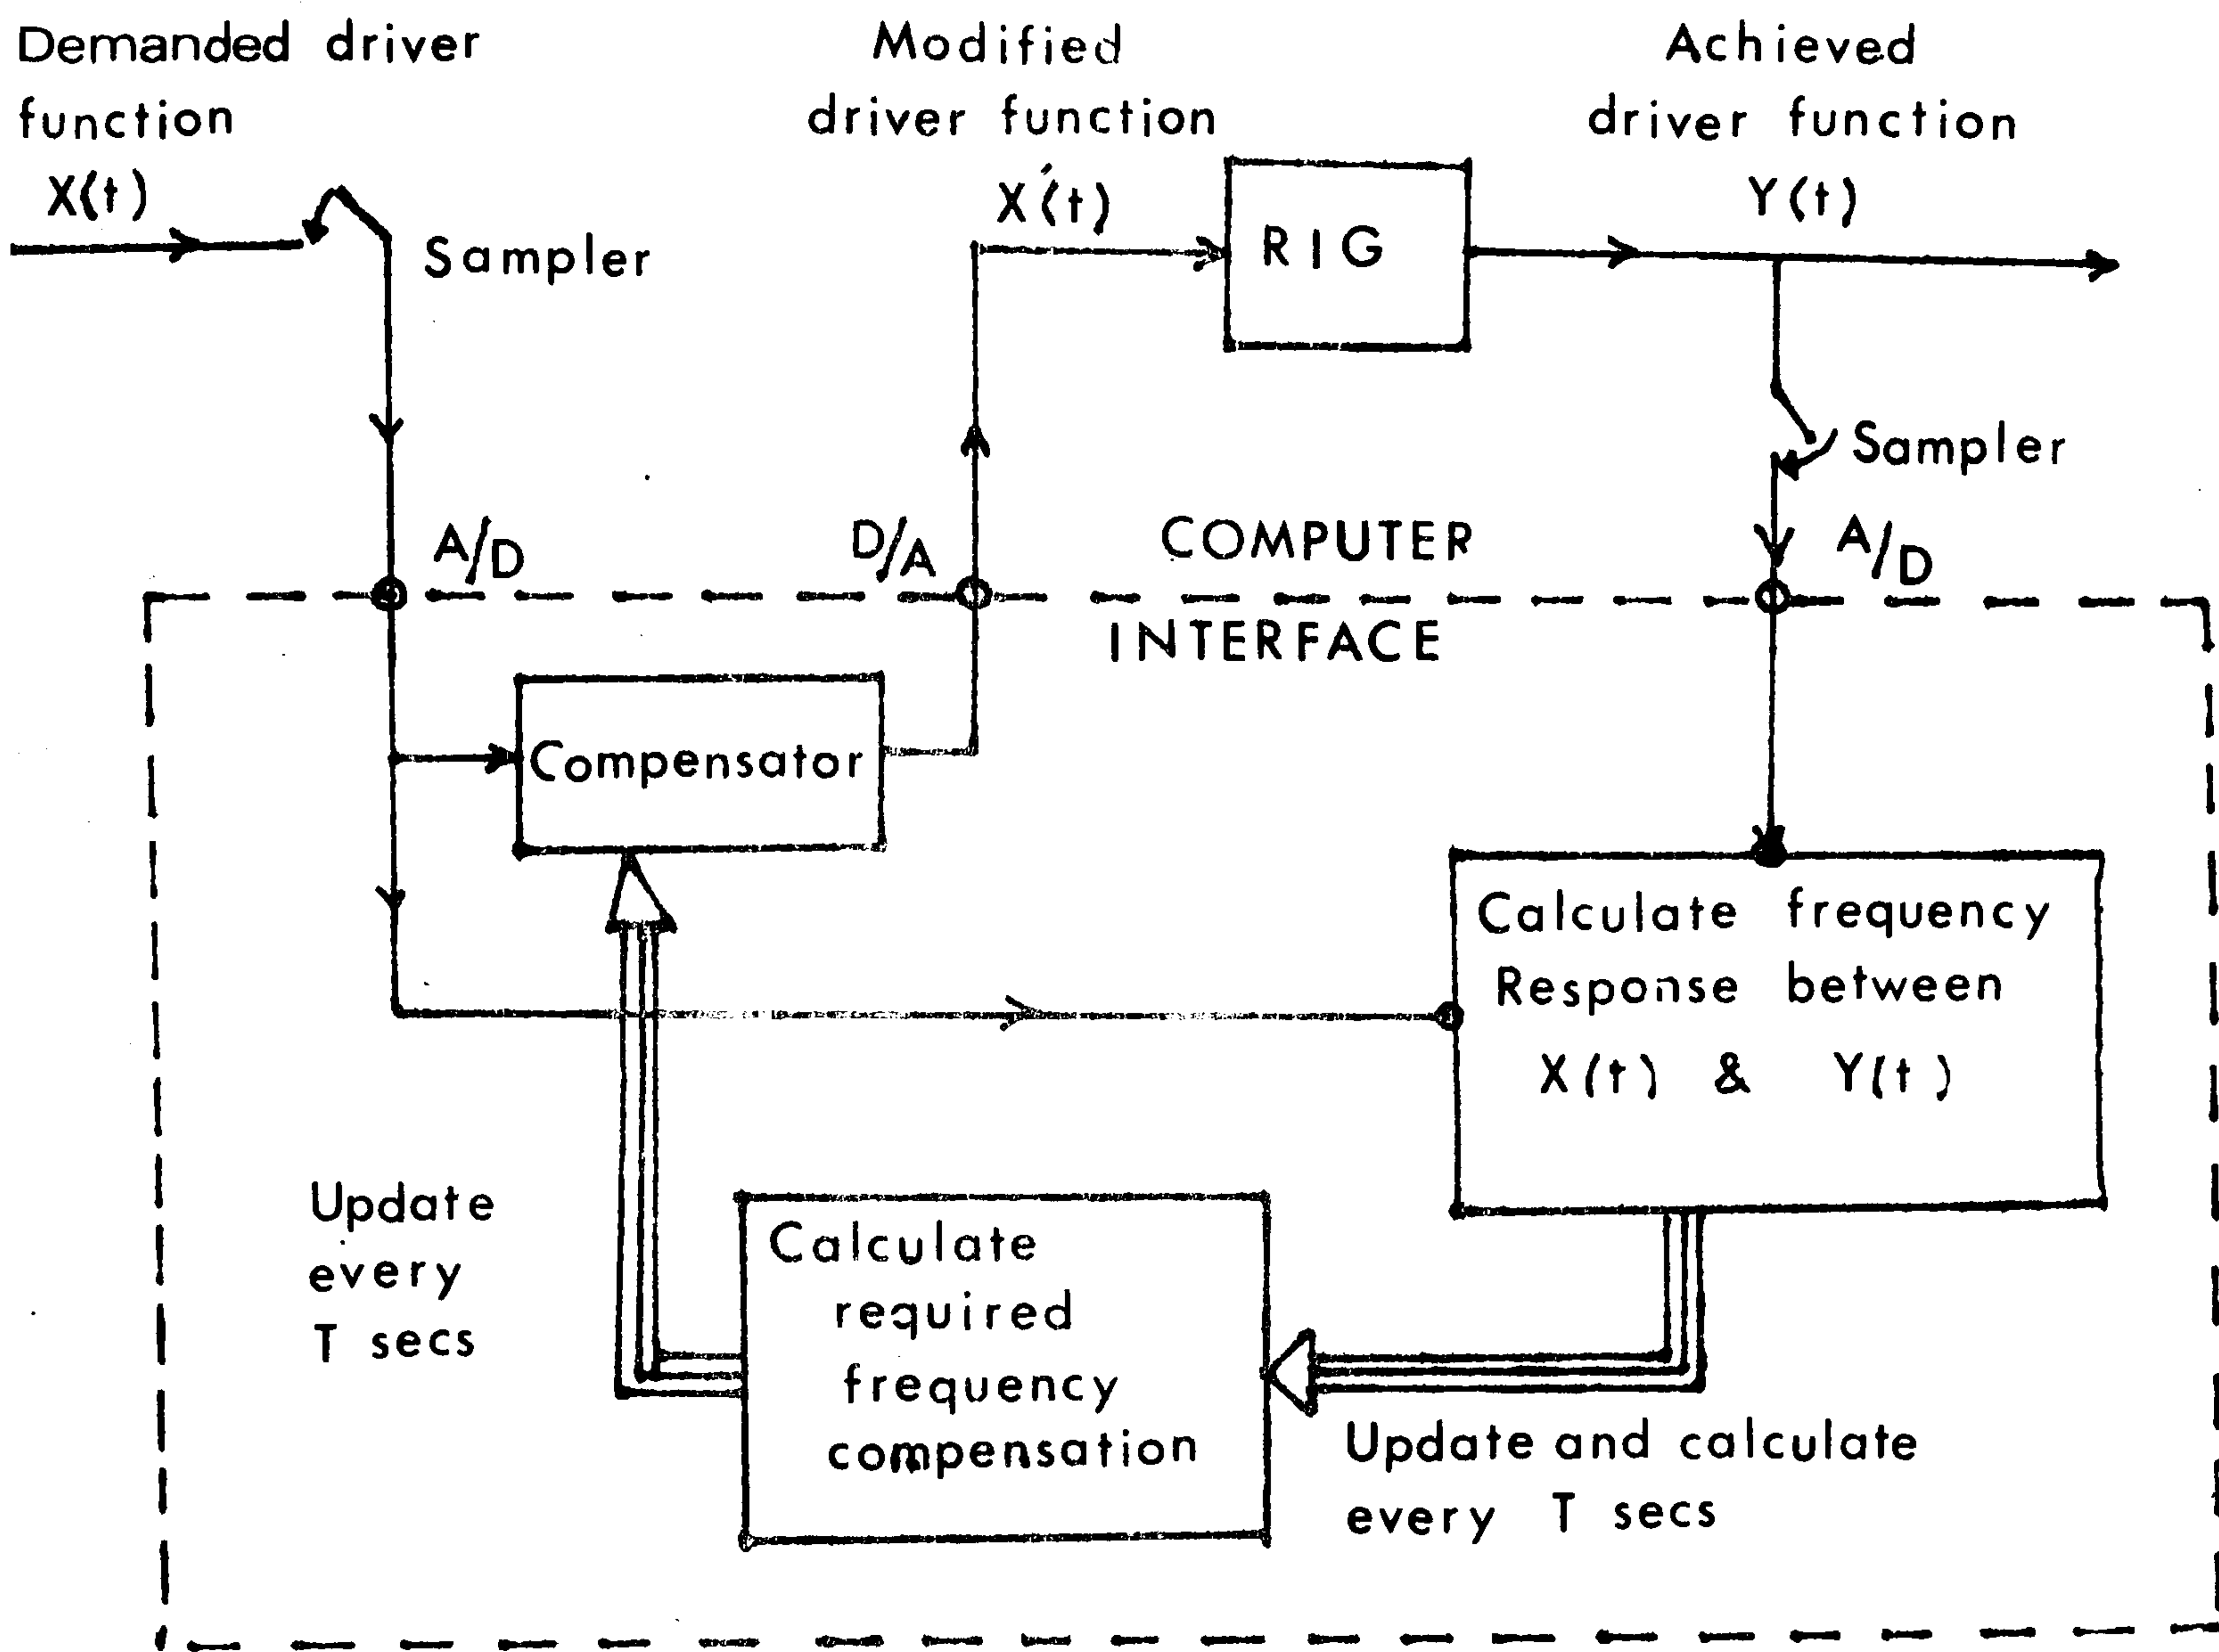 Demanded driver
function
X(t)
Sampler
Modified
driver function
X'(t)
RIG
Achieved
driver function
Y(t)
Sampler
A/D
D/A
COMPUTER
INTERFACE
A/D
Compensator
Calculate frequency
Response between
X(t) & Y(t)
Update
every
T secs
Calculate
required
frequency
compensation
Update and calculate
every T secs